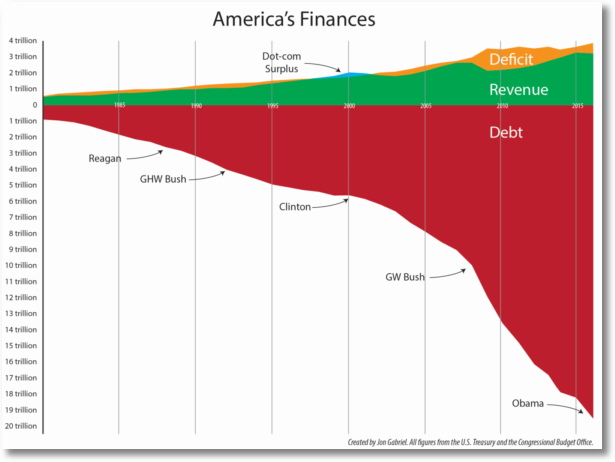 America's Finances
4 trillion
3 trillion
2 trillion
1 trillion
0
1 trillion
2 trillion
3 trillion
4 trillion
5 trillion
6 trillion
7 trillion
8 trillion
9 trillion
10 trillion
11 trillion
12 trillion
13 trillion
14 trillion
15 trillion
16 trillion
17 trillion
18 trillion
19 trillion
20 trillion
Dot-com
Surplus
Deficit
Revenue
1985
1990
1995
2000
2005
2010
2015
Debt
Reagan
GHW Bush
Clinton
GW Bush
Obama
Created by Jon Gabriel. All figures from the U.S. Treasury and the Congressional Budget Office.